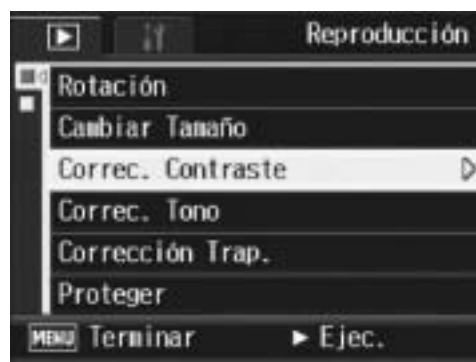 Reproducción
Rotación
Cambiar Tamaño
Correc. Contraste
Correc. Tono
Corrección Trap.
Proteger
MENU Terminar ► Ejec.